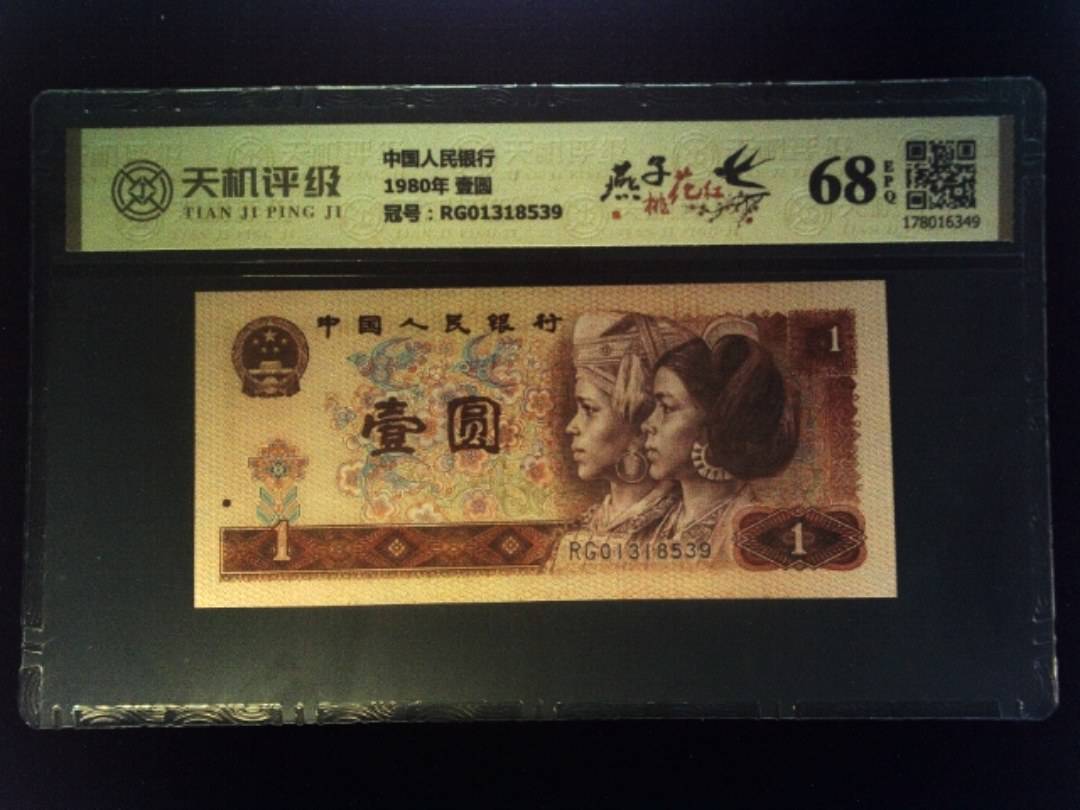 天机评级
TIAN JI PING JI
中国人民银行
1980年 壹圆
冠号：RG01318539
燕子桃花红
68
EPQ
178016349
中国人民银行
1
壹圆
1
RG01318539
1